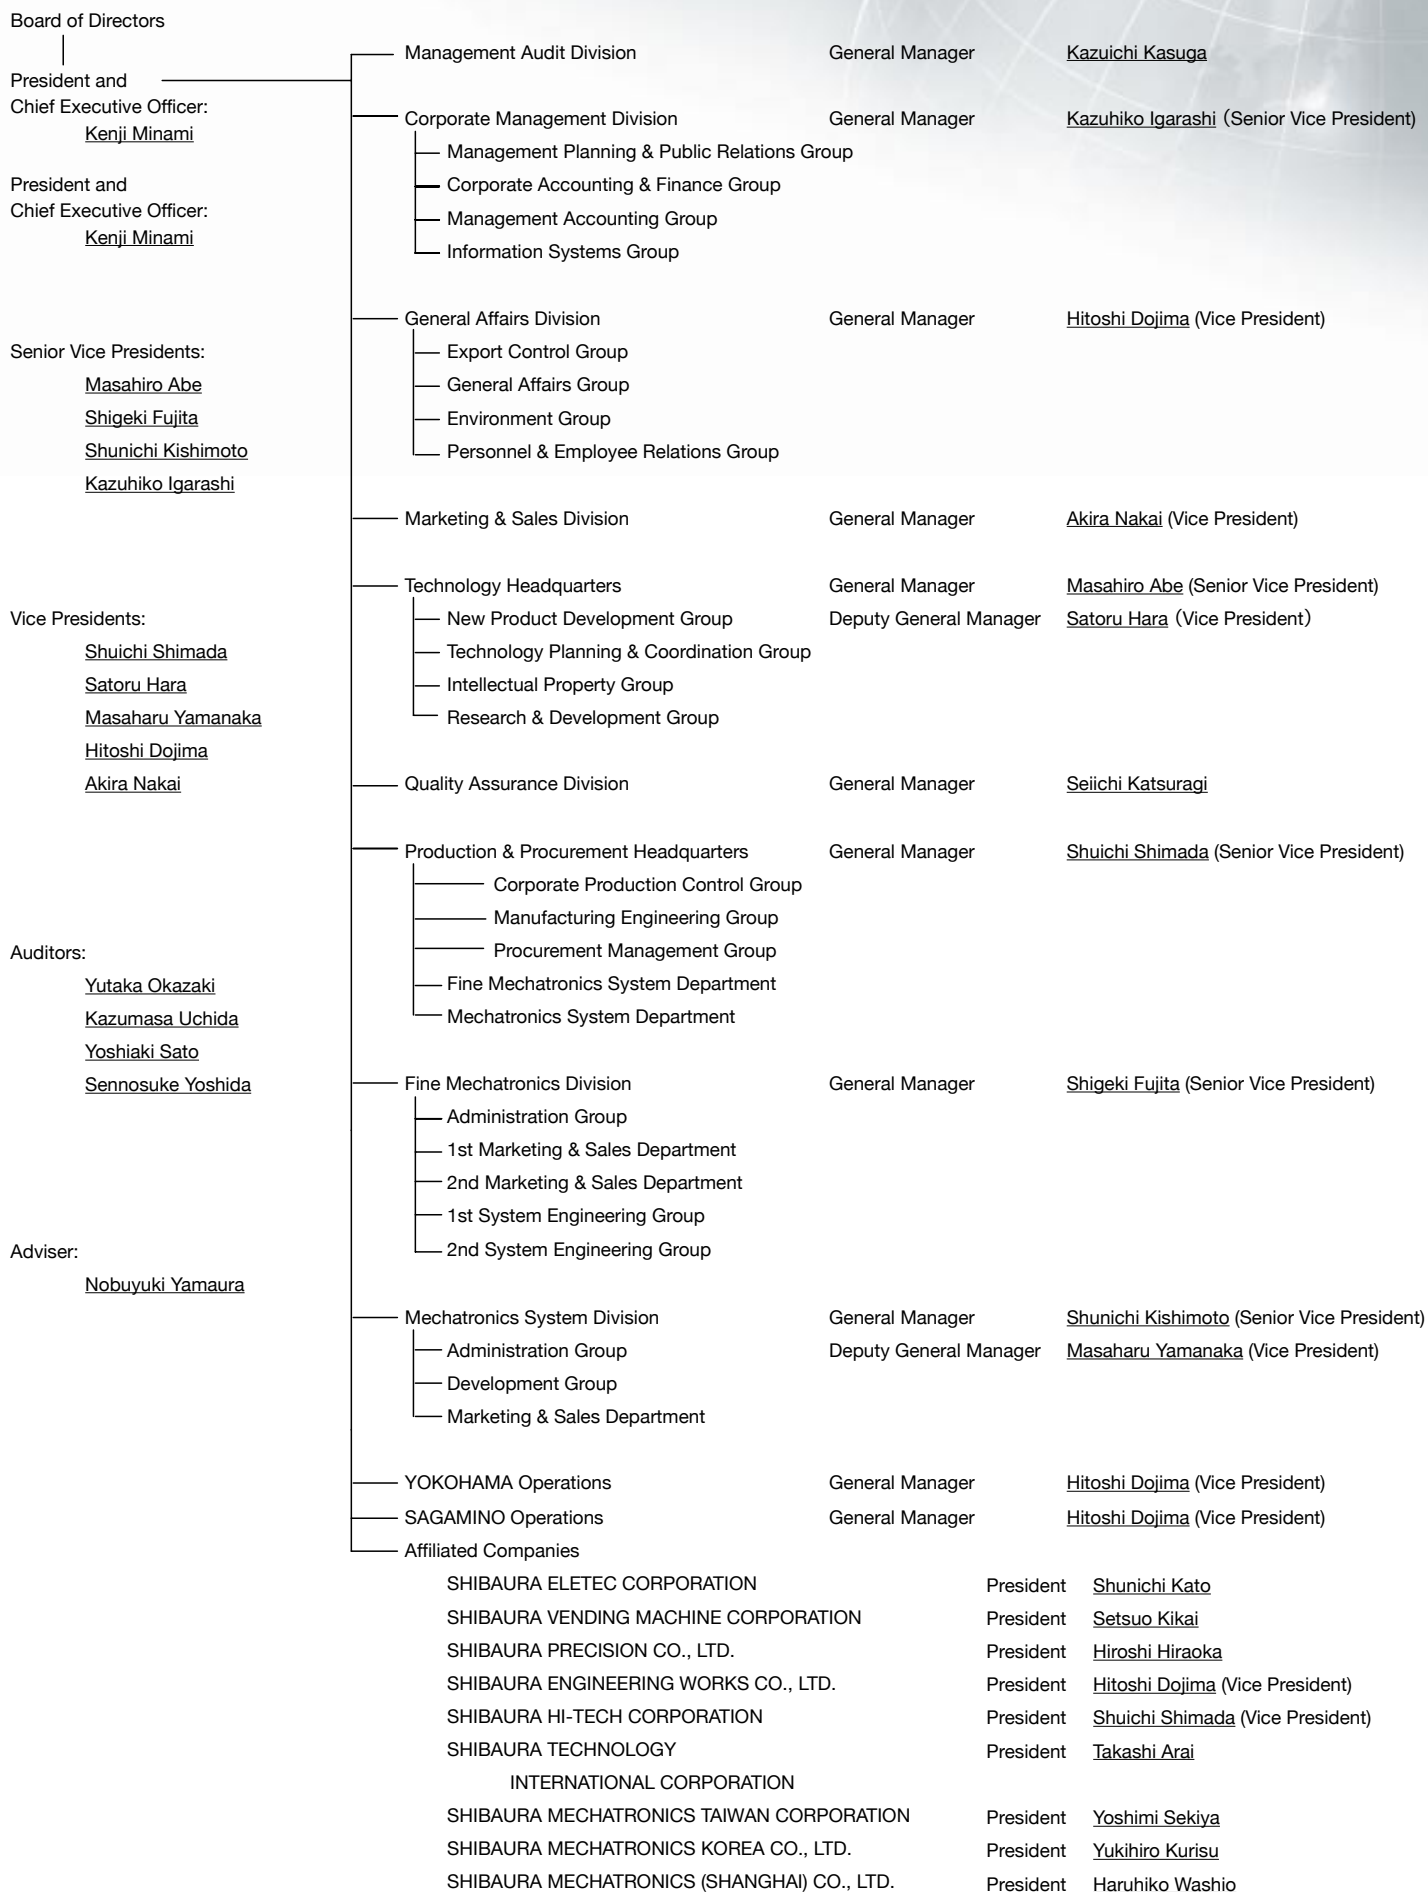 Board of Directors
President and
Chief Executive Officer:
Kenji Minami
President and
Chief Executive Officer:
Kenji Minami
Senior Vice Presidents:
Masahiro Abe
Shigeki Fujita
Shunichi Kishimoto
Kazuhiko Igarashi
Vice Presidents:
Shuichi Shimada
Satoru Hara
Masaharu Yamanaka
Hitoshi Dojima
Akira Nakai
Auditors:
Yutaka Okazaki
Kazumasa Uchida
Yoshiaki Sato
Sennosuke Yoshida
Adviser:
Nobuyuki Yamaura
Management Audit Division General Manager Kazuichi Kasuga
Corporate Management Division General Manager Kazuhiko Igarashi (Senior Vice President)
Management Planning & Public Relations Group
Corporate Accounting & Finance Group
Management Accounting Group
Information Systems Group
General Affairs Division General Manager Hitoshi Dojima (Vice President)
Export Control Group
General Affairs Group
Environment Group
Personnel & Employee Relations Group
Marketing & Sales Division General Manager Akira Nakai (Vice President)
Technology Headquarters General Manager Masahiro Abe (Senior Vice President)
New Product Development Group Deputy General Manager Satoru Hara (Vice President)
Technology Planning & Coordination Group
Intellectual Property Group
Research & Development Group
Quality Assurance Division General Manager Seiichi Katsuragi
Production & Procurement Headquarters General Manager Shuichi Shimada (Senior Vice President)
Corporate Production Control Group
Manufacturing Engineering Group
Procurement Management Group
Fine Mechatronics System Department
Mechatronics System Department
Fine Mechatronics Division General Manager Shigeki Fujita (Senior Vice President)
Administration Group
1st Marketing & Sales Department
2nd Marketing & Sales Department
1st System Engineering Group
2nd System Engineering Group
Mechatronics System Division General Manager Shunichi Kishimoto (Senior Vice President)
Administration Group Deputy General Manager Masaharu Yamanaka (Vice President)
Development Group
Marketing & Sales Department
YOKOHAMA Operations General Manager Hitoshi Dojima (Vice President)
SAGAMINO Operations General Manager Hitoshi Dojima (Vice President)
Affiliated Companies
SHIBAURA ELETEC CORPORATION President Shunichi Kato
SHIBAURA VENDING MACHINE CORPORATION President Setsuo Kikai
SHIBAURA PRECISION CO., LTD. President Hiroshi Hiraoka
SHIBAURA ENGINEERING WORKS CO., LTD. President Hitoshi Dojima (Vice President)
SHIBAURA HI-TECH CORPORATION President Shuichi Shimada (Vice President)
SHIBAURA TECHNOLOGY President Takashi Arai
INTERNATIONAL CORPORATION
SHIBAURA MECHATRONICS TAIWAN CORPORATION President Yoshimi Sekiya
SHIBAURA MECHATRONICS KOREA CO., LTD. President Yukihiro Kurisu
SHIBAURA MECHATRONICS (SHANGHAI) CO., LTD. President Haruhiko Washio